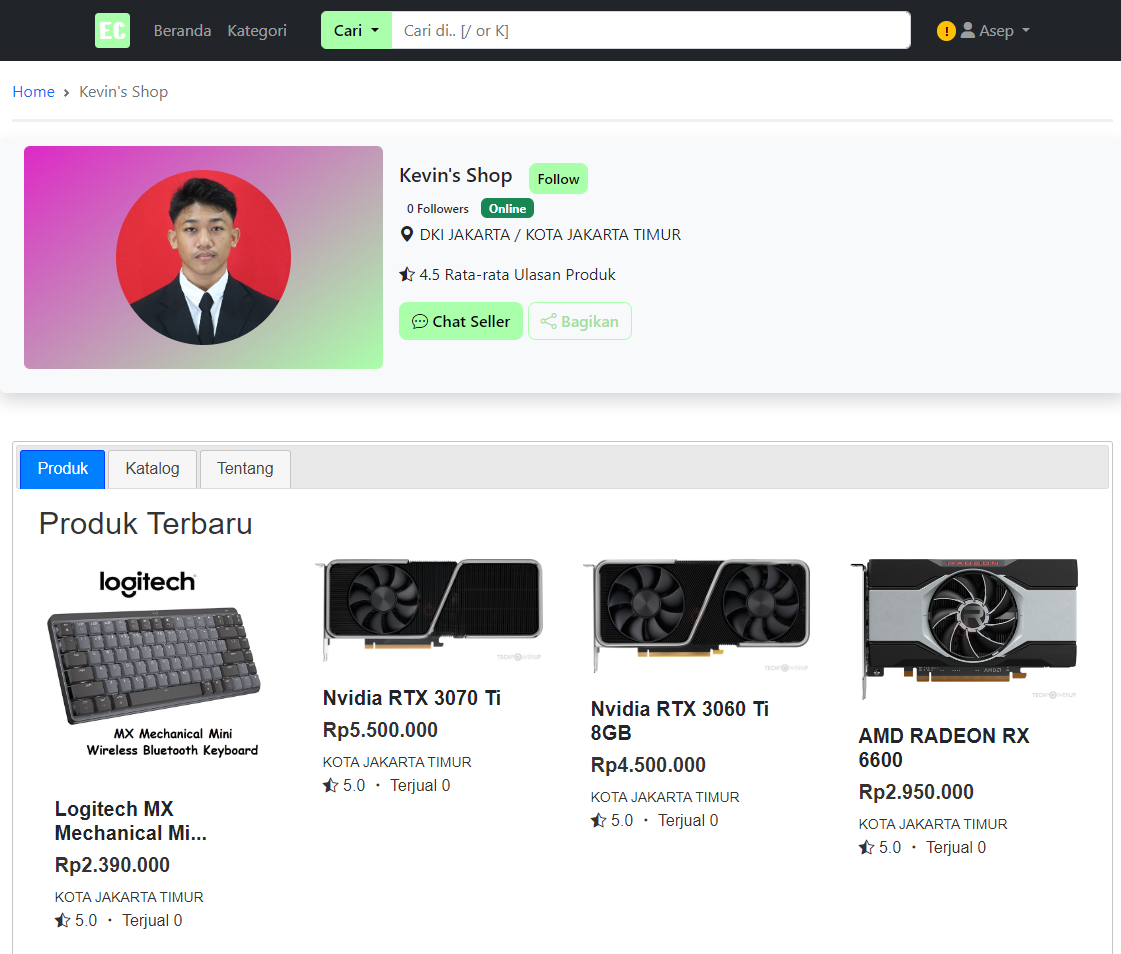 EC Beranda Kategori Cari Cari di.. [/ or K] ! Asep
Home › Kevin's Shop
Kevin's Shop Follow
0 Followers Online
DKI JAKARTA / KOTA JAKARTA TIMUR
4.5 Rata-rata Ulasan Produk
Chat Seller Bagikan
Produk Katalog Tentang
Produk Terbaru
logitech
MX Mechanical Mini
Wireless Bluetooth Keyboard
Logitech MX
Mechanical Mi...
Rp2.390.000
KOTA JAKARTA TIMUR
5.0 · Terjual 0
TECHPOWERUP
Nvidia RTX 3070 Ti
Rp5.500.000
KOTA JAKARTA TIMUR
5.0 · Terjual 0
TECHPOWERUP
Nvidia RTX 3060 Ti
8GB
Rp4.500.000
KOTA JAKARTA TIMUR
5.0 · Terjual 0
RADEON
R
AMD
TECHPOWERUP
AMD RADEON RX
6600
Rp2.950.000
KOTA JAKARTA TIMUR
5.0 · Terjual 0